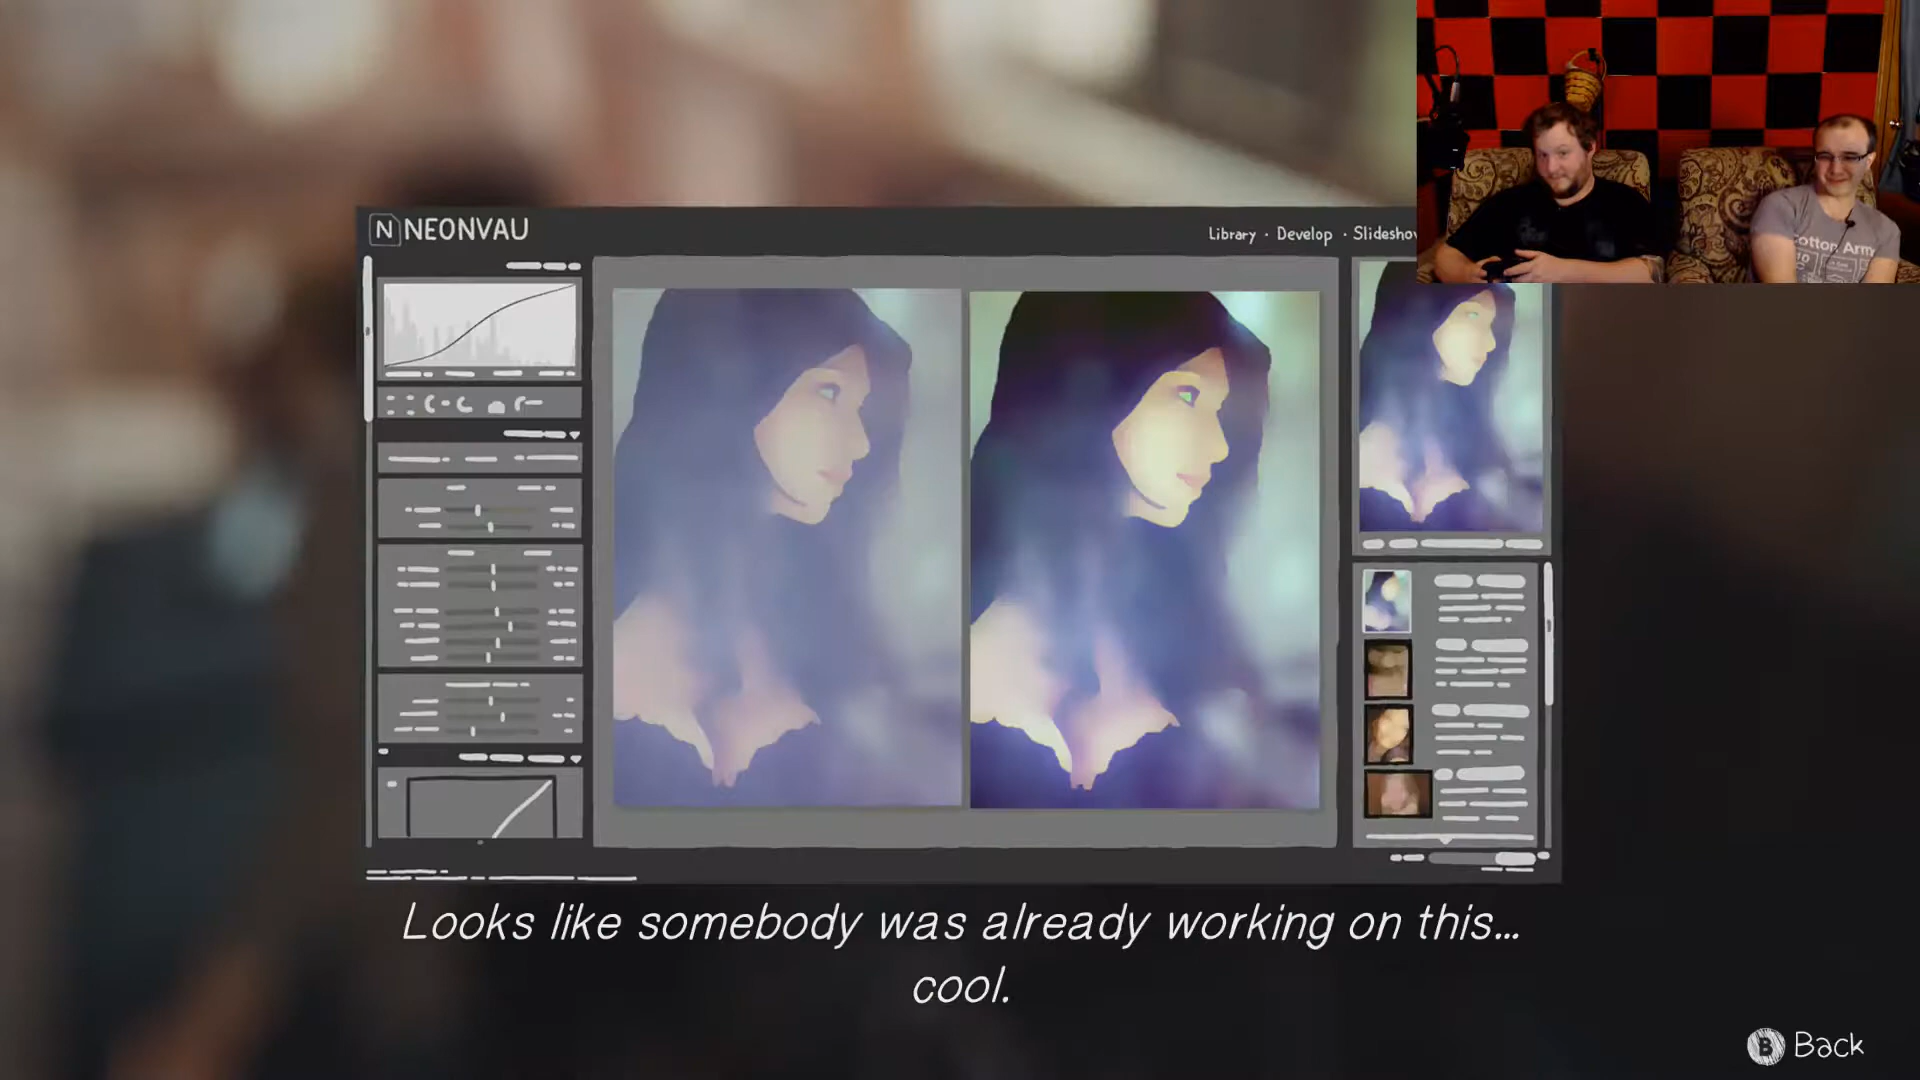 N NEONVAU
Library · Develop · Slideshow
Cotton Army
Looks like somebody was already working on this...
cool.
B Back